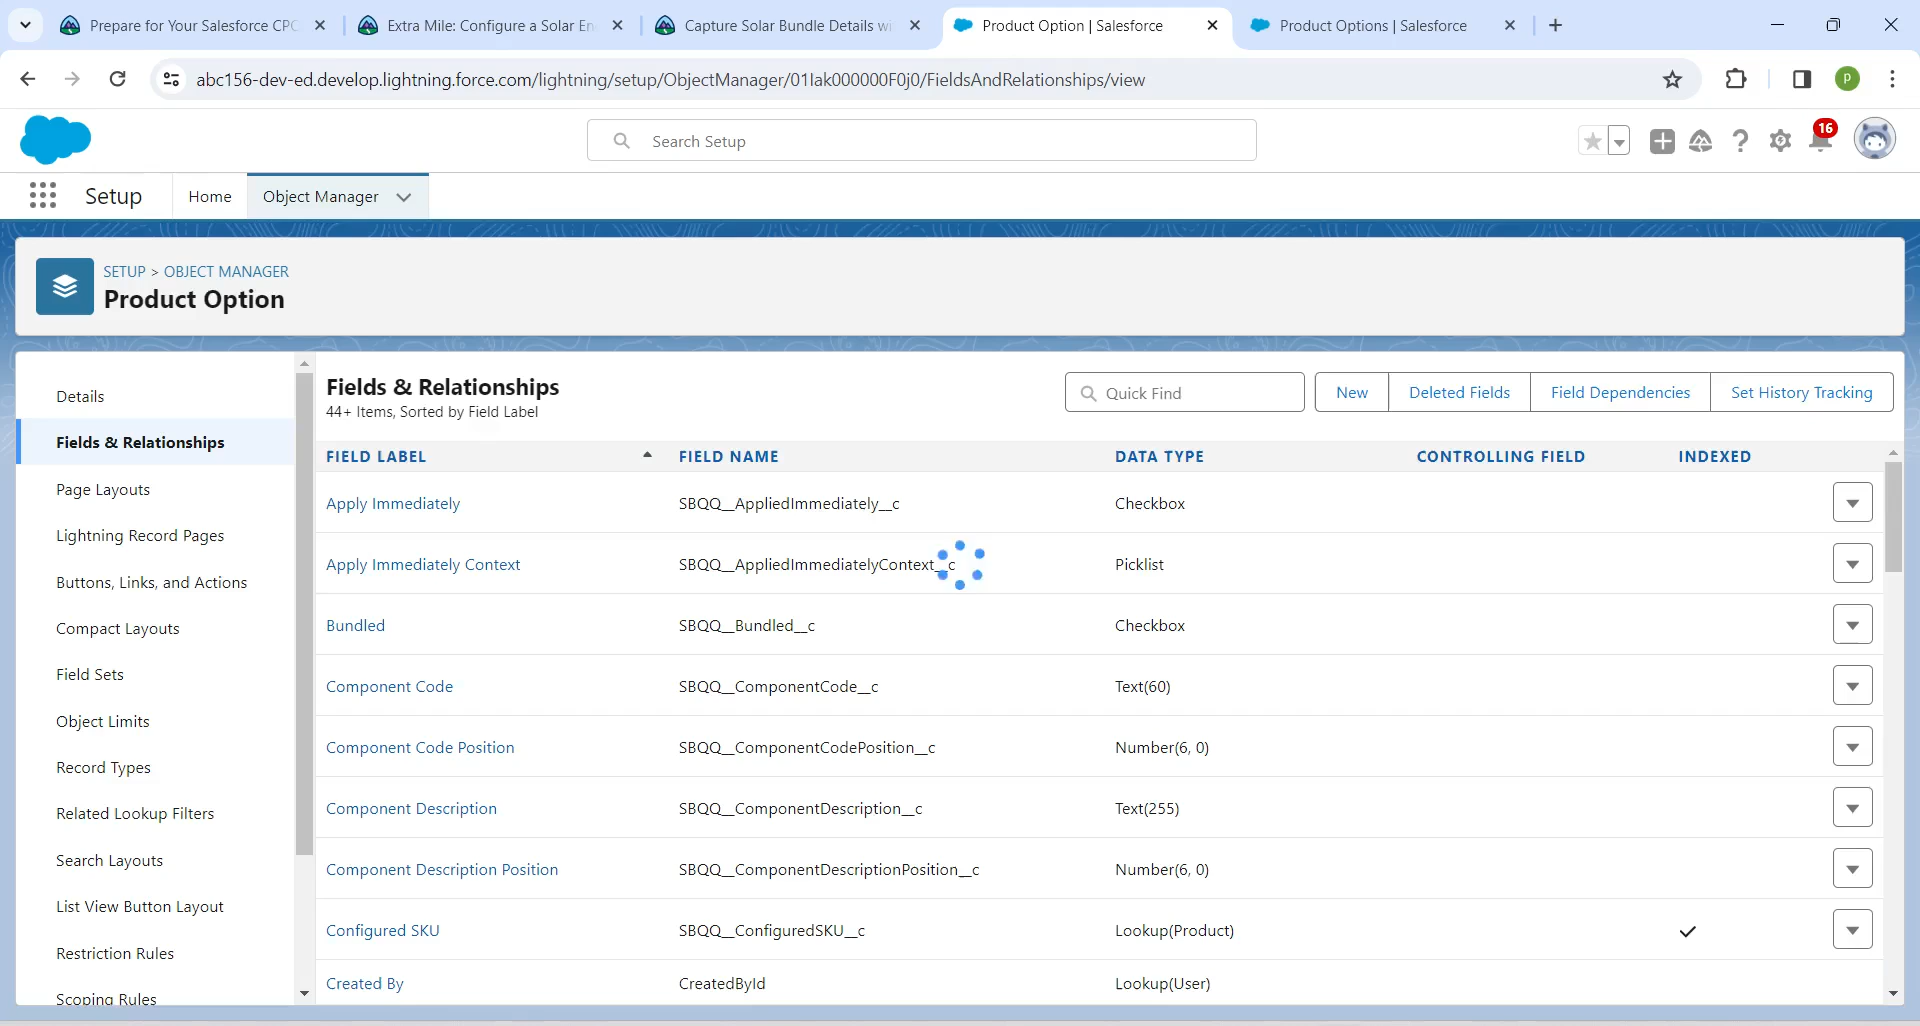 Prepare for Your Salesforce CPQ
Extra Mile: Configure a Solar En
Capture Solar Bundle Details wi
Product Option | Salesforce
Product Options | Salesforce
abc156-dev-ed.develop.lightning.force.com/lightning/setup/ObjectManager/01Iak000000F0j0/FieldsAndRelationships/view
P
Search Setup
16
Setup
Home
Object Manager
SETUP > OBJECT MANAGER
Product Option
Details
Fields & Relationships
Page Layouts
Lightning Record Pages
Buttons, Links, and Actions
Compact Layouts
Field Sets
Object Limits
Record Types
Related Lookup Filters
Search Layouts
List View Button Layout
Restriction Rules
Scoping Rules
Fields & Relationships
44+ Items, Sorted by Field Label
Quick Find
New
Deleted Fields
Field Dependencies
Set History Tracking
FIELD LABEL FIELD NAME DATA TYPE CONTROLLING FIELD INDEXED
Apply Immediately SBQQ__AppliedImmediately__c Checkbox
Apply Immediately Context SBQQ__AppliedImmediatelyContext__c Picklist
Bundled SBQQ__Bundled__c Checkbox
Component Code SBQQ__ComponentCode__c Text(60)
Component Code Position SBQQ__ComponentCodePosition__c Number(6, 0)
Component Description SBQQ__ComponentDescription__c Text(255)
Component Description Position SBQQ__ComponentDescriptionPosition__c Number(6, 0)
Configured SKU SBQQ__ConfiguredSKU__c Lookup(Product)
Created By CreatedById Lookup(User)